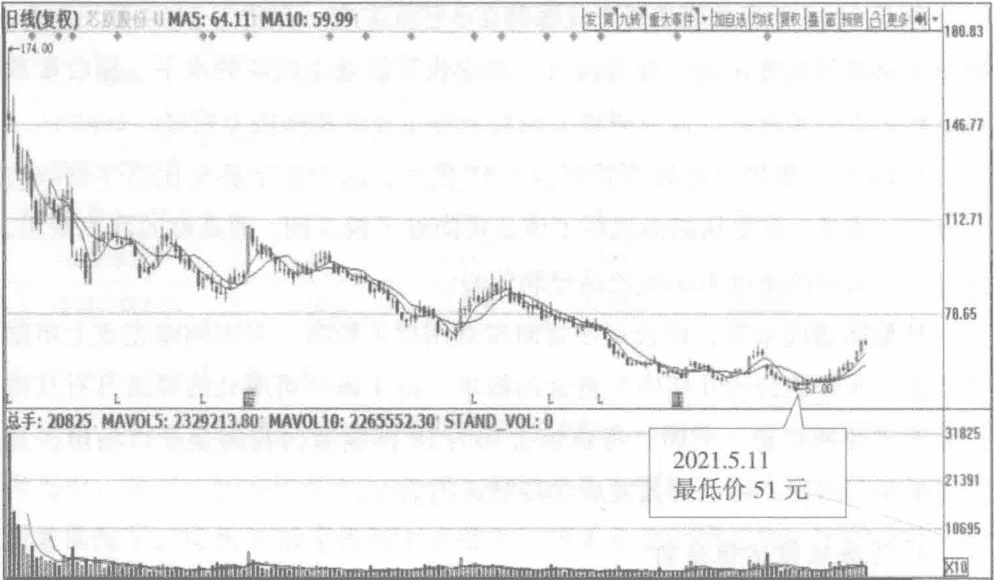 日线(复权) 股份-U MA5: 64.11 MA10: 59.99
九转 重大事件 加自选 均线 复权 叠 预测 更多
180.83
←174.00
146.77
112.71
78.65
51.00
总手: 20825 MAVOL5: 2329213.80 MAVOL10: 2265552.30 STAND_VOL: 0
31825
21391
2021.5.11
最低价 51 元
10695
X10